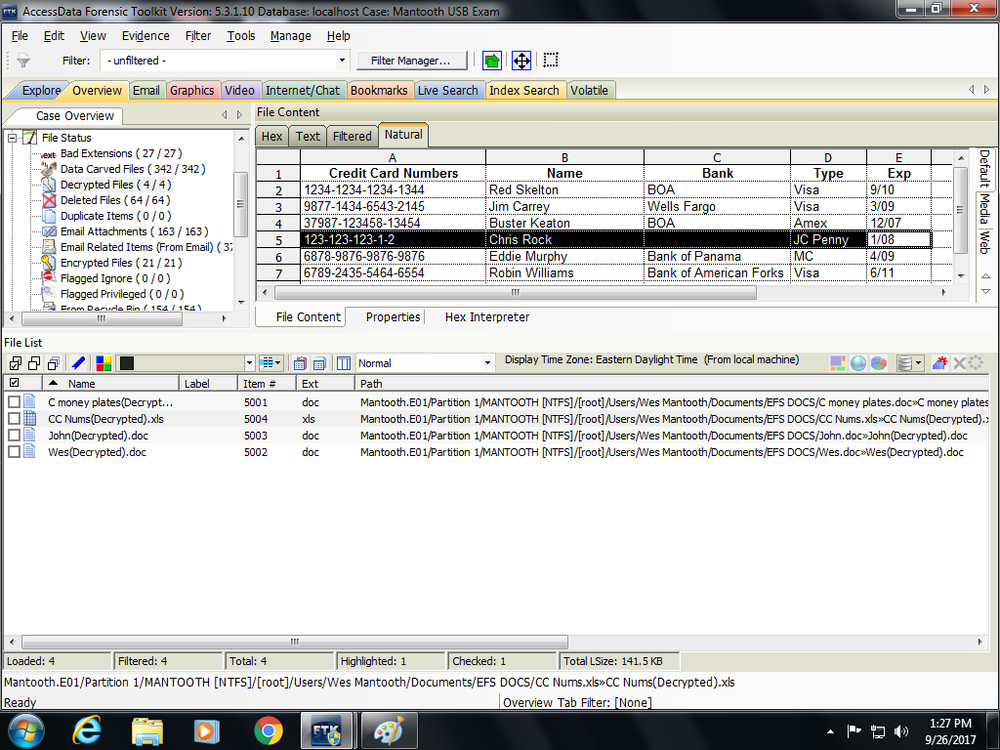 AccessData Forensic Toolkit Version: 5.3.1.10 Database: localhost Case: Mantooth USB Exam
File Edit View Evidence Filter Tools Manage Help
Filter: - unfiltered - Filter Manager...
Explore Overview Email Graphics Video Internet/Chat Bookmarks Live Search Index Search Volatile
Case Overview
File Status
Bad Extensions ( 27 / 27 )
Data Carved Files ( 342 / 342 )
Decrypted Files ( 4 / 4 )
Deleted Files ( 64 / 64 )
Duplicate Items ( 0 / 0 )
Email Attachments ( 163 / 163 )
Email Related Items (From Email) ( 37
Encrypted Files ( 21 / 21 )
Flagged Ignore ( 0 / 0 )
Flagged Privileged ( 0 / 0 )
From Recycle Bin ( 154 / 154 )
File Content
Hex Text Filtered Natural
A B C D E
1 Credit Card Numbers Name Bank Type Exp
2 1234-1234-1234-1344 Red Skelton BOA Visa 9/10
3 9877-1434-6543-2145 Jim Carrey Wells Fargo Visa 3/09
4 37987-123458-13454 Buster Keaton BOA Amex 12/07
5 123-123-123-1-2 Chris Rock JC Penny 1/08
6 6878-9876-9876-9876 Eddie Murphy Bank of Panama MC 4/09
7 6789-2435-5464-6554 Robin Williams Bank of American Forks Visa 6/11
Default Media Web
File Content Properties Hex Interpreter
File List
Normal Display Time Zone: Eastern Daylight Time (From local machine)
Name Label Item # Ext Path
C money plates(Decrypt... 5001 doc Mantooth.E01/Partition 1/MANTOOTH [NTFS]/[root]/Users/Wes Mantooth/Documents/EFS DOCS/C money plates.doc»C money plates
CC Nums(Decrypted).xls 5004 xls Mantooth.E01/Partition 1/MANTOOTH [NTFS]/[root]/Users/Wes Mantooth/Documents/EFS DOCS/CC Nums.xls»CC Nums(Decrypted).x
John(Decrypted).doc 5003 doc Mantooth.E01/Partition 1/MANTOOTH [NTFS]/[root]/Users/Wes Mantooth/Documents/EFS DOCS/John.doc»John(Decrypted).doc
Wes(Decrypted).doc 5002 doc Mantooth.E01/Partition 1/MANTOOTH [NTFS]/[root]/Users/Wes Mantooth/Documents/EFS DOCS/Wes.doc»Wes(Decrypted).doc
Loaded: 4 Filtered: 4 Total: 4 Highlighted: 1 Checked: 1 Total LSize: 141.5 KB
Mantooth.E01/Partition 1/MANTOOTH [NTFS]/[root]/Users/Wes Mantooth/Documents/EFS DOCS/CC Nums.xls»CC Nums(Decrypted).xls
Ready Overview Tab Filter: [None]
FTK
1:27 PM
9/26/2017